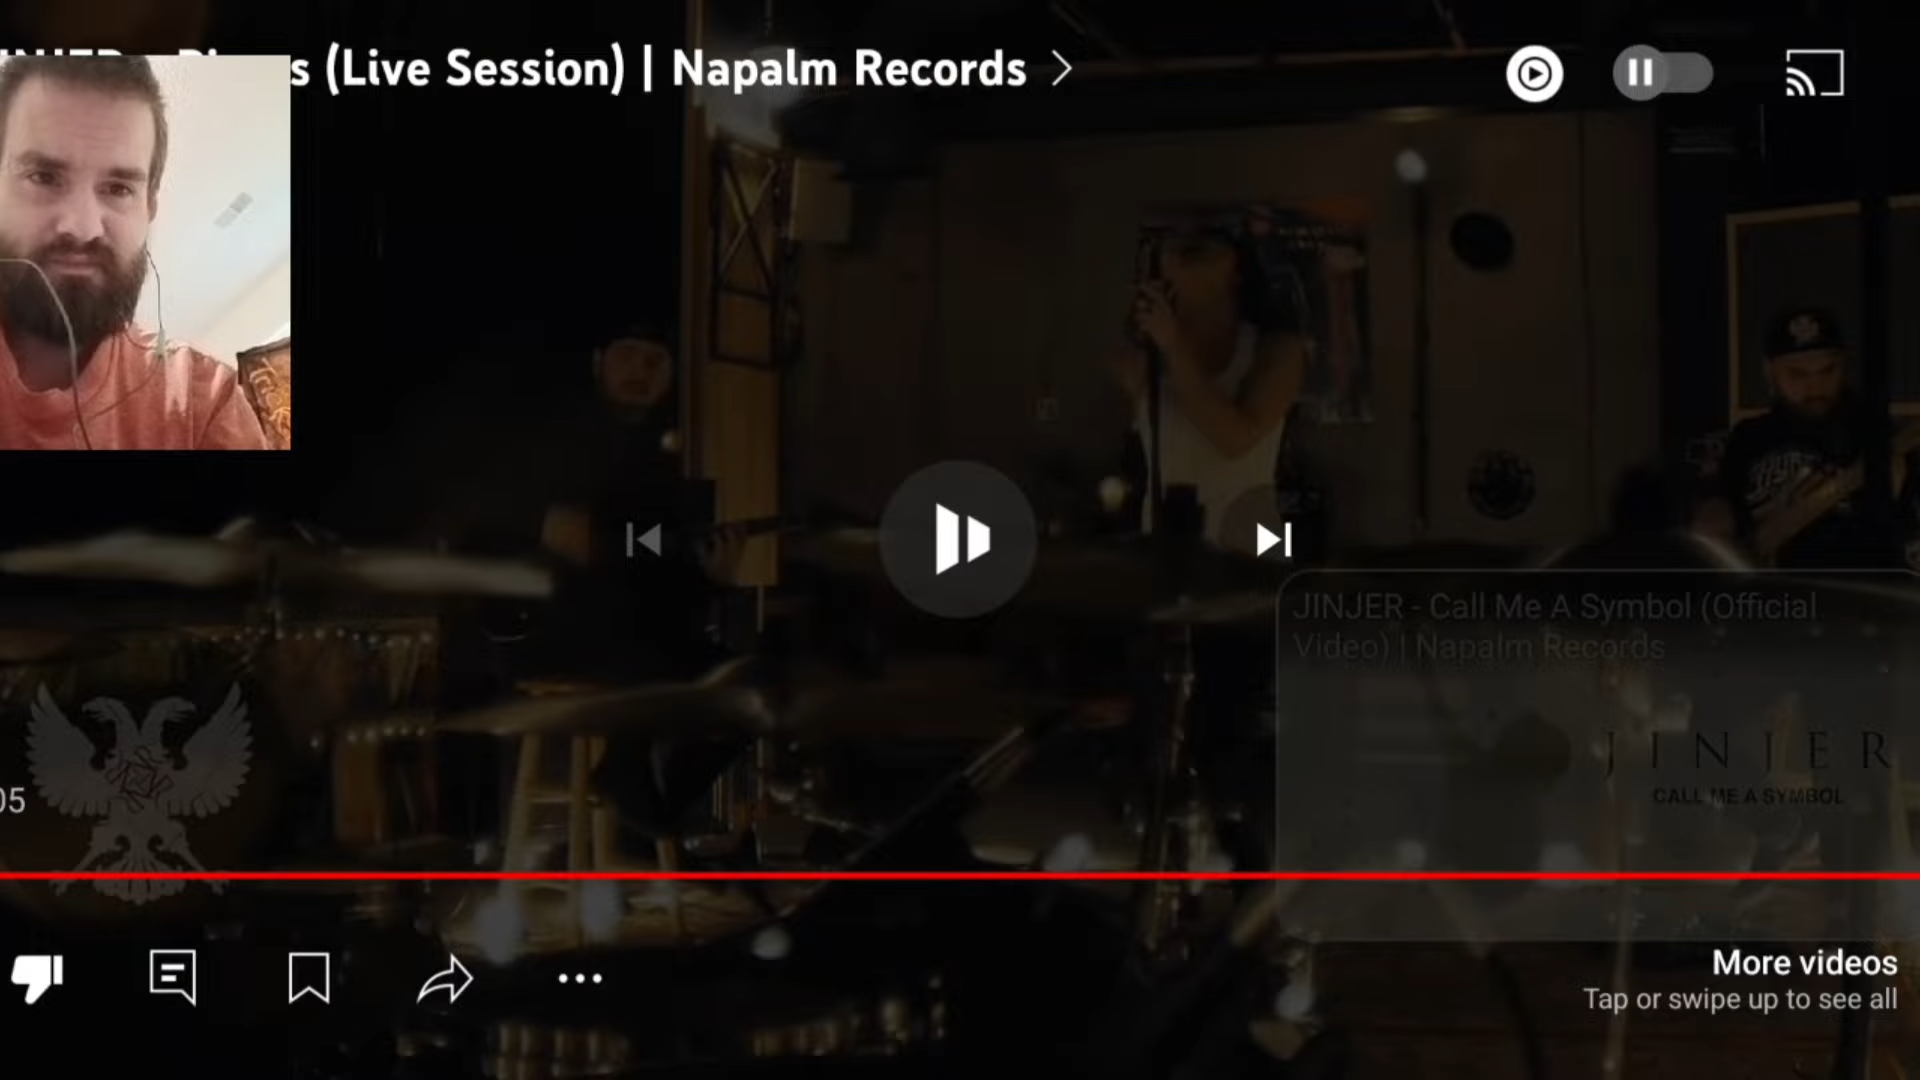 s (Live Session) | Napalm Records
JINJER - Call Me A Symbol (Official
Video) | Napalm Records
JINJER
CALL ME A SYMBOL
05
More videos
Tap or swipe up to see all